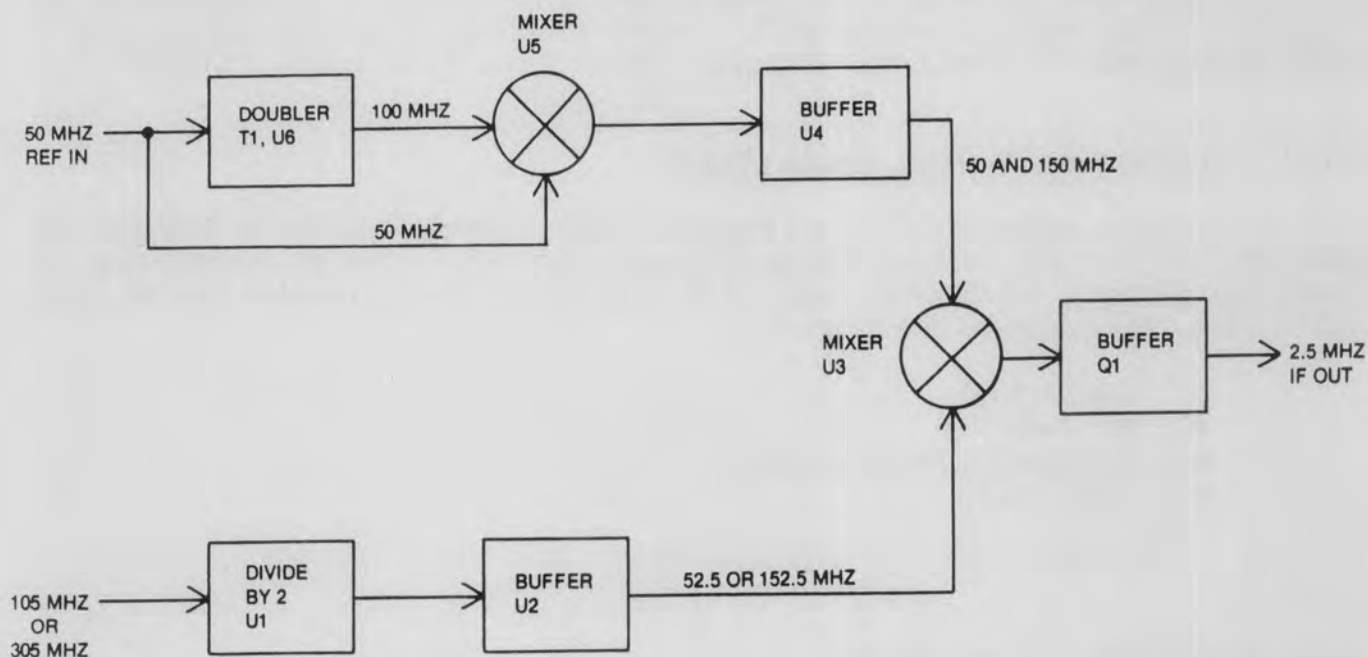 MIXER
U5
DOUBLER
T1, U6
100 MHZ
BUFFER
U4
50 MHZ
REF IN
50 AND 150 MHZ
50 MHZ
MIXER
U3
BUFFER
Q1
2.5 MHZ
IF OUT
DIVIDE
BY 2
U1
BUFFER
U2
52.5 OR 152.5 MHZ
105 MHZ
OR
305 MHZ